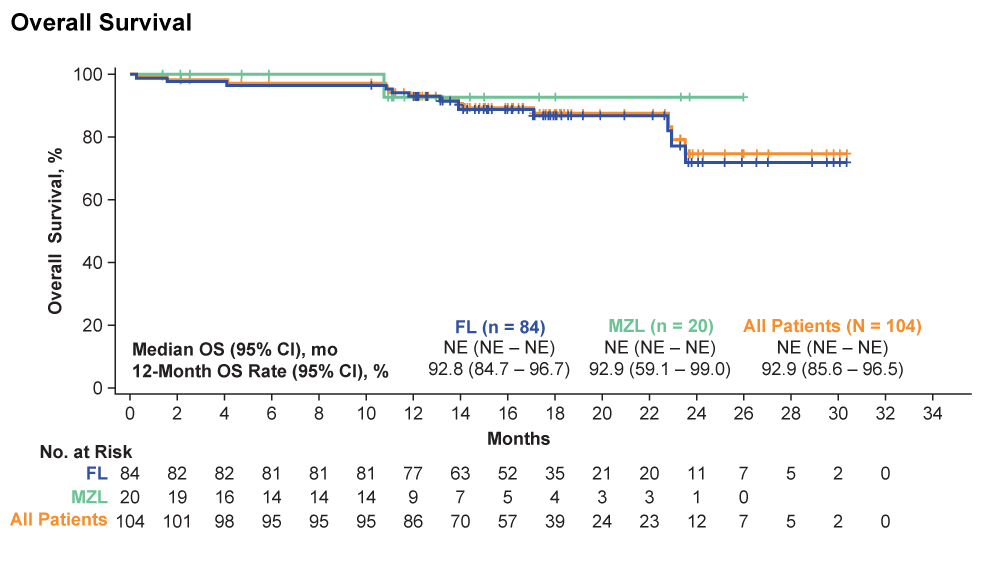 Overall Survival
Overall Survival, %
100
80
60
40
20
0
FL (n = 84) MZL (n = 20) All Patients (N = 104)
Median OS (95% CI), mo NE (NE – NE) NE (NE – NE) NE (NE – NE)
12-Month OS Rate (95% CI), % 92.8 (84.7 – 96.7) 92.9 (59.1 – 99.0) 92.9 (85.6 – 96.5)
0 2 4 6 8 10 12 14 16 18 20 22 24 26 28 30 32 34
Months
No. at Risk
FL 84 82 82 81 81 81 77 63 52 35 21 20 11 7 5 2 0
MZL 20 19 16 14 14 14 9 7 5 4 3 3 1 0
All Patients 104 101 98 95 95 95 86 70 57 39 24 23 12 7 5 2 0